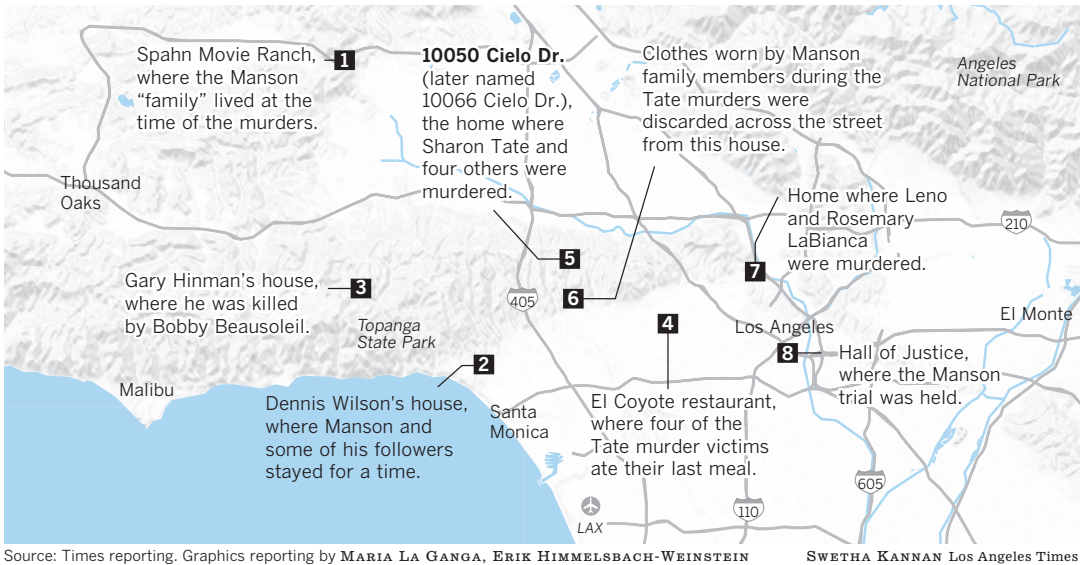 Spahn Movie Ranch,
where the Manson
“family” lived at the
time of the murders.
1
10050 Cielo Dr.
(later named
10066 Cielo Dr.),
the home where
Sharon Tate and
four others were
murdered.
Clothes worn by Manson
family members during the
Tate murders were
discarded across the street
from this house.
Angeles
National Park
Thousand
Oaks
Home where Leno
and Rosemary
LaBianca
were murdered.
210
5
7
Gary Hinman’s house,
where he was killed
by Bobby Beausoleil.
3
6
405
Topanga
State Park
4
Los Angeles
El Monte
8
Hall of Justice,
where the Manson
trial was held.
2
Malibu
Dennis Wilson's house,
where Manson and
some of his followers
stayed for a time.
Santa
Monica
El Coyote restaurant,
where four of the
Tate murder victims
ate their last meal.
605
110
LAX
Source: Times reporting. Graphics reporting by MARIA LA GANGA, ERIK HIMMELSBACH-WEINSTEIN
SWETHA KANNAN Los Angeles Times